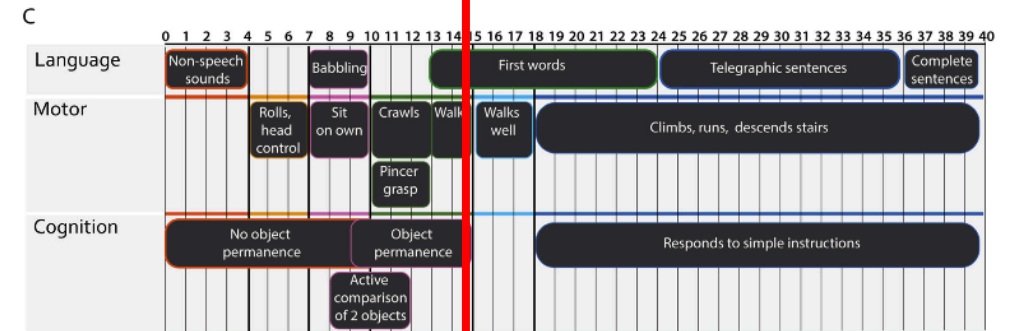 C
0 1 2 3 4 5 6 7 8 9 10 11 12 13 14 15 16 17 18 19 20 21 22 23 24 25 26 27 28 29 30 31 32 33 34 35 36 37 38 39 40
Language
Non-speech
sounds
Babbling
First words
Telegraphic sentences
Complete
sentences
Motor
Rolls,
head
control
Sit
on own
Crawls
Walk
Walks
well
Climbs, runs, descends stairs
Pincer
grasp
Cognition
No object
permanence
Object
permanence
Responds to simple instructions
Active
comparison
of 2 objects